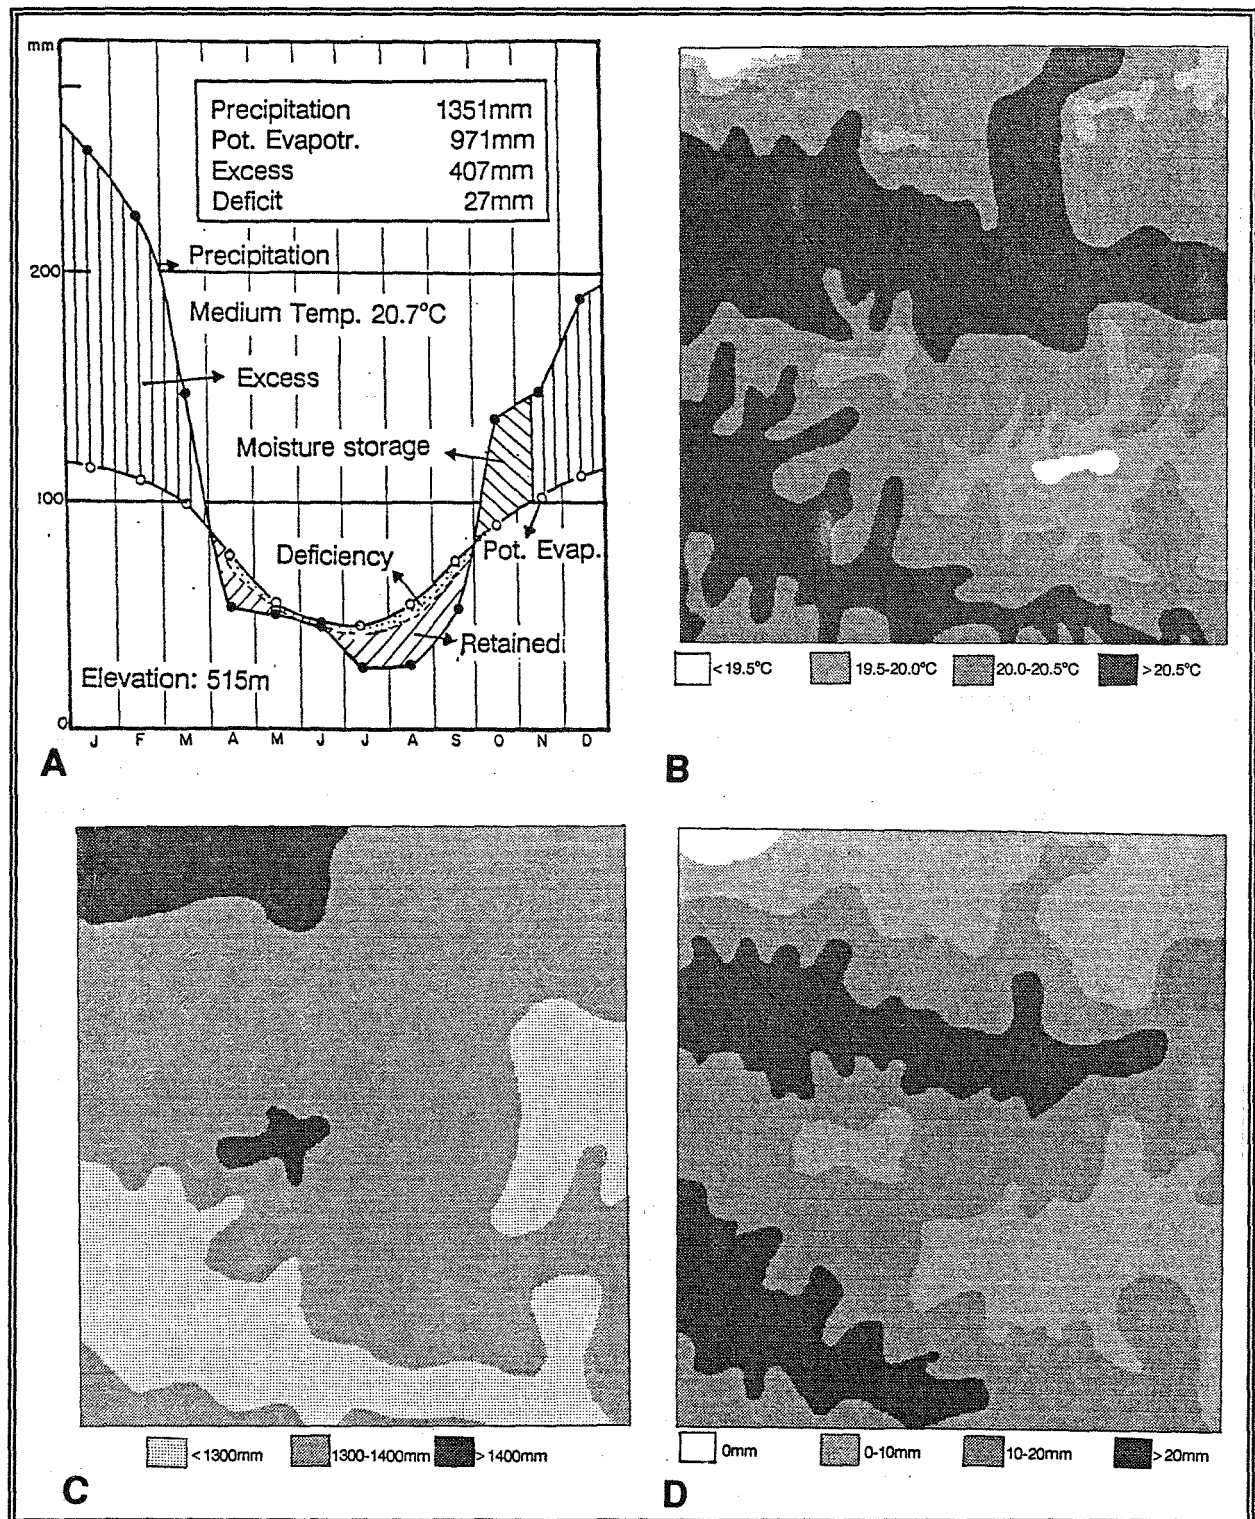 mm
Precipitation 1351mm
Pot. Evapotr. 971mm
Excess 407mm
Deficit 27mm
Precipitation
200
Medium Temp. 20.7°C
Excess
Moisture storage
100
Deficiency
Pot. Evap.
Retained
Elevation: 515m
0
J F M A M J J A S O N D
A
<19.5°C 19.5-20.0°C 20.0-20.5°C >20.5°C
B
<1300mm 1300-1400mm >1400mm
C
0mm 0-10mm 10-20mm >20mm
D